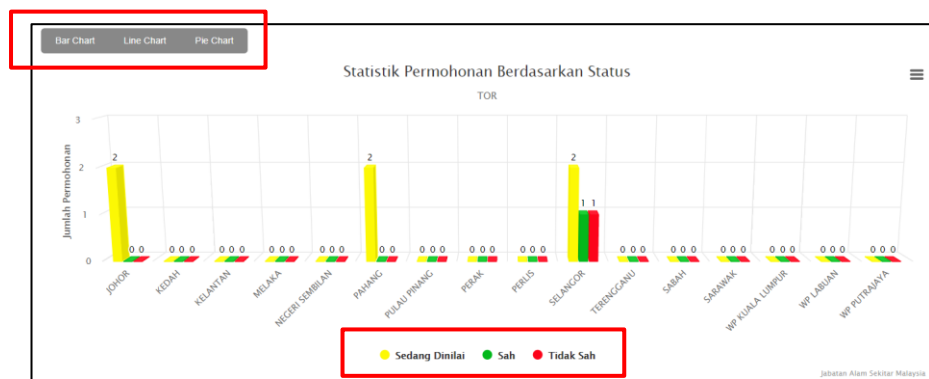 Bar Chart Line Chart Pie Chart
Statistik Permohonan Berdasarkan Status
TOR
Jumlah Permohonan
3
2
1
0
2 0 0 0 0 0 0 0 0 0 0 0 0 0 0 2 0 0 0 0 0 0 0 0 0 0 0 2 1 1 0 0 0 0 0 0 0 0 0 0 0 0 0 0 0 0 0 0
JOHOR KEDAH KELANTAN MELAKA NEGERI SEMBILAN PAHANG PULAU PINANG PERAK PERLIS SELANGOR TERENGGANU SABAH SARAWAK WP KUALA LUMPUR WP LABUAN WP PUTRAJAYA
Sedang Dinilai Sah Tidak Sah
Jabatan Alam Sekitar Malaysia